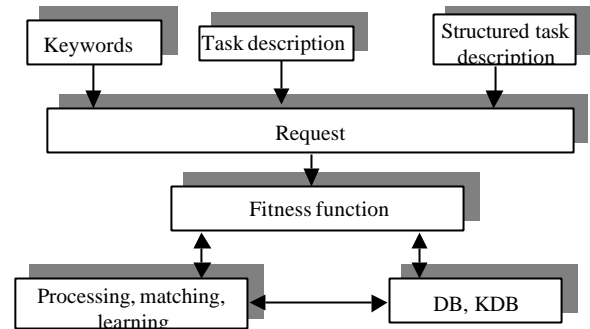 Keywords
Task description
Structured task
description
Request
Fitness function
Processing, matching,
learning
DB, KDB